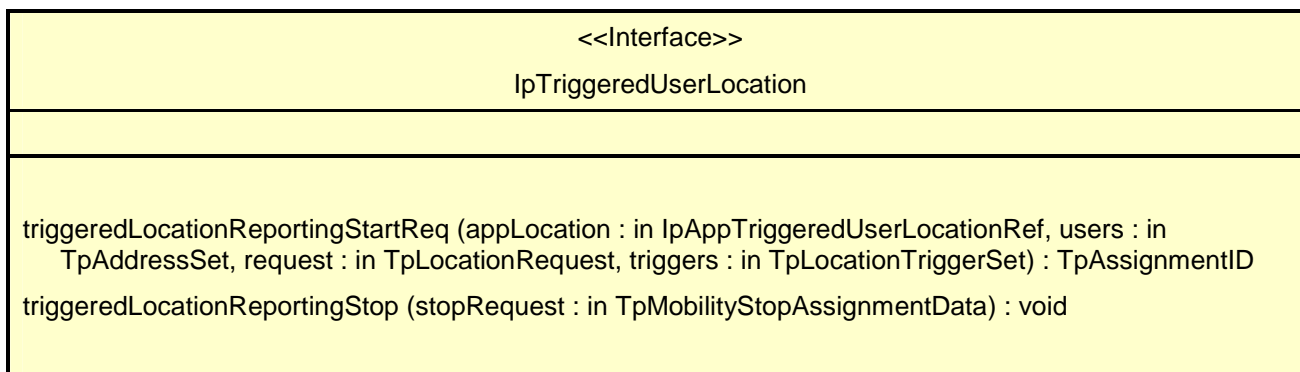 <<Interface>>
IpTriggeredUserLocation
triggeredLocationReportingStartReq (appLocation : in IpAppTriggeredUserLocationRef, users : in
TpAddressSet, request : in TpLocationRequest, triggers : in TpLocationTriggerSet) : TpAssignmentID
triggeredLocationReportingStop (stopRequest : in TpMobilityStopAssignmentData) : void